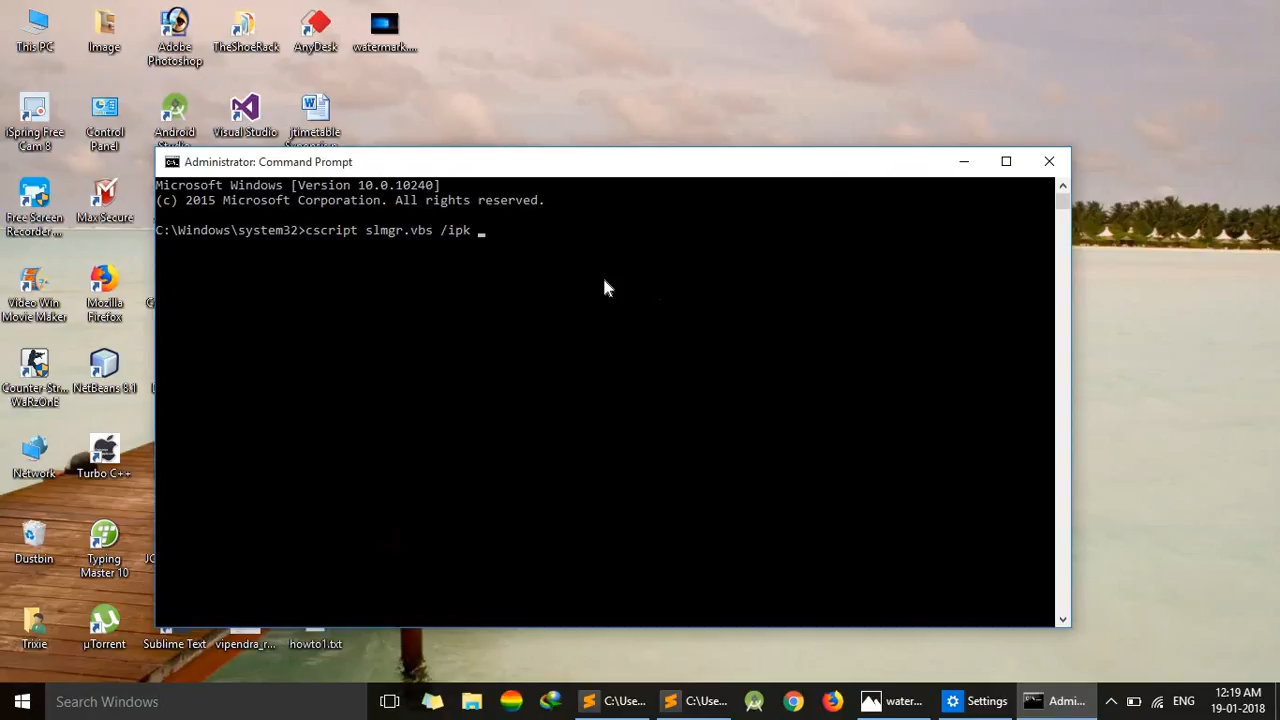 This PC
Image
Adobe
Photoshop
TheShoeRack
AnyDesk
watermark....
iSpring Free
Cam 8
Control
Panel
Android
Studio
Visual Studio
jtimetable
Administrator: Command Prompt
Microsoft Windows [Version 10.0.10240]
(c) 2015 Microsoft Corporation. All rights reserved.
C:\Windows\system32>cscript slmgr.vbs /ipk _
Free Screen
Recorder ...
Max Secure
Video Win
Movie Maker
Mozilla
Firefox
Counter-Str...
WaRzOnE
NetBeans 8.1
Network
Turbo C++
Dustbin
Typing
Master 10
Trixie
µTorrent
Sublime Text
vipendra_r...
howto1.txt
Search Windows
C:\Use...
C:\Use...
water...
Settings
Admi...
ENG
12:19 AM
19-01-2018